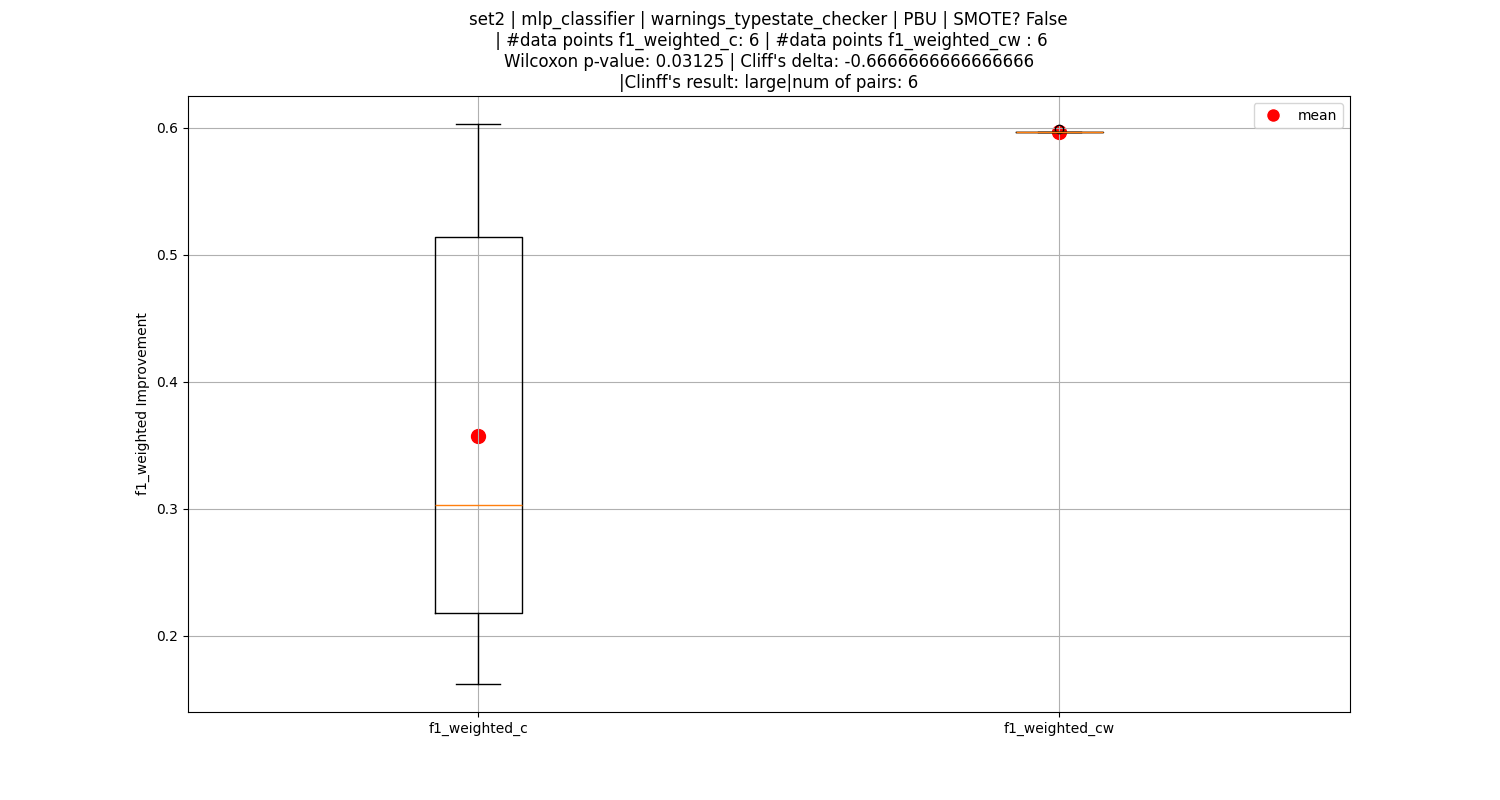 set2 | mlp_classifier | warnings_typestate_checker | PBU | SMOTE? False
| #data points f1_weighted_c: 6 | #data points f1_weighted_cw : 6
Wilcoxon p-value: 0.03125 | Cliff's delta: -0.6666666666666666
|Clinff's result: large|num of pairs: 6
mean
0.6
0.5
0.4
0.3
0.2
f1_weighted Improvement
f1_weighted_c
f1_weighted_cw